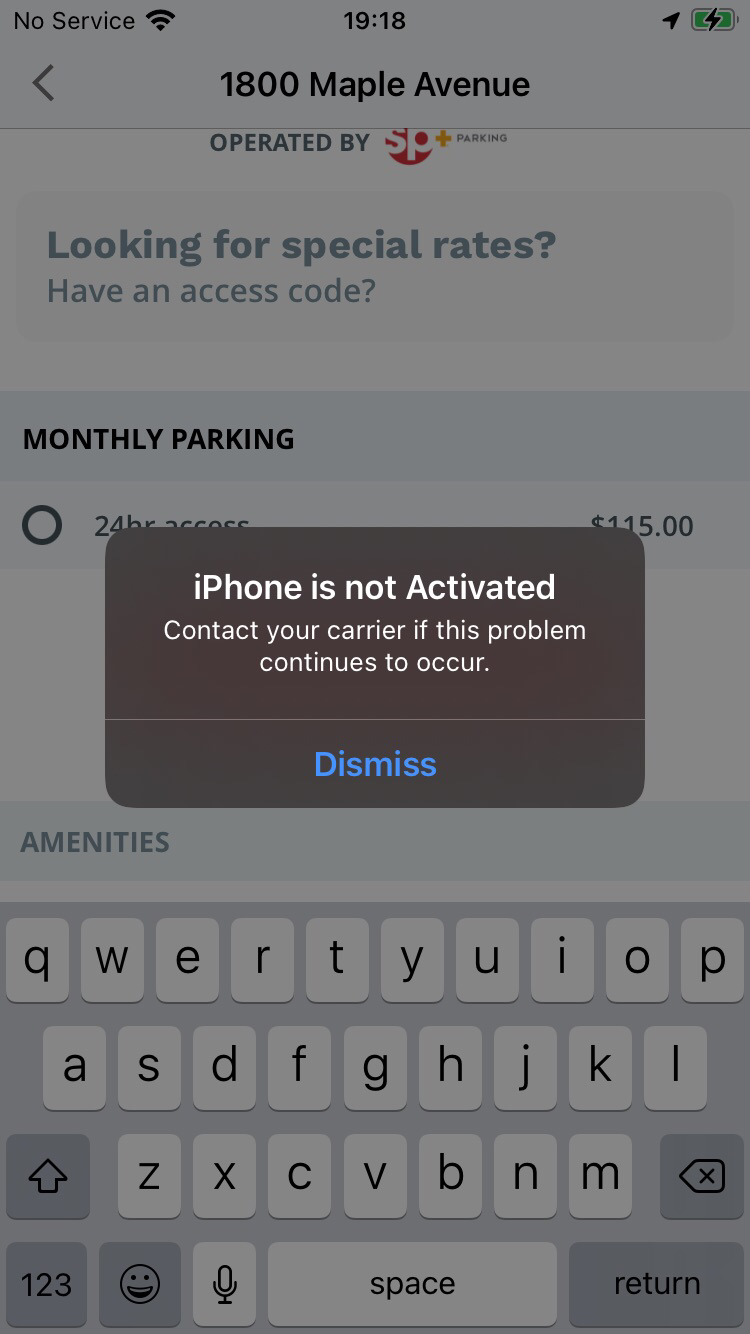 No Service 19:18
1800 Maple Avenue
OPERATED BY sp+ PARKING
Looking for special rates?
Have an access code?
MONTHLY PARKING
24hr access $115.00
iPhone is not Activated
Contact your carrier if this problem
continues to occur.
Dismiss
AMENITIES
q w e r t y u i o p
a s d f g h j k l
z x c v b n m
123 space return